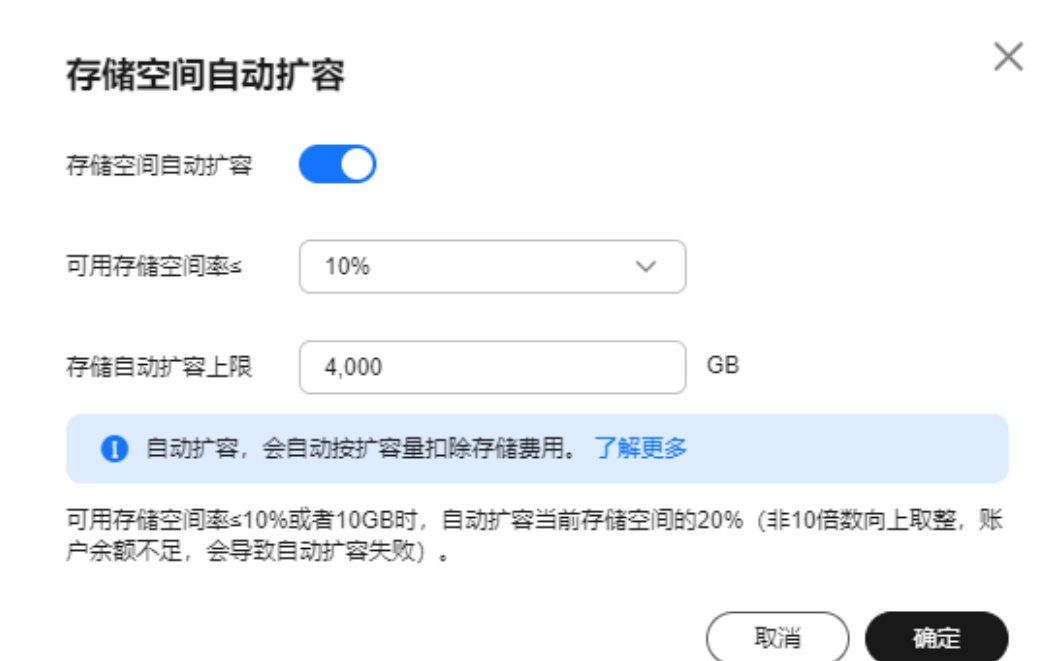 存储空间自动扩容
存储空间自动扩容
可用存储空间率≤ 10%
存储自动扩容上限 4,000 GB
自动扩容，会自动按扩容量扣除存储费用。 了解更多
可用存储空间率≤10%或者10GB时，自动扩容当前存储空间的20%（非10倍数向上取整，账
户余额不足，会导致自动扩容失败）。
取消 确定